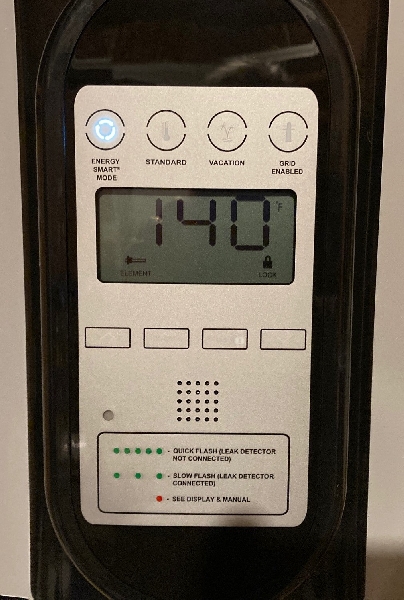 ENERGY SMART® MODE
STANDARD
VACATION
GRID ENABLED
140 °F
ELEMENT
LOCK
- QUICK FLASH (LEAK DETECTOR
NOT CONNECTED)
- SLOW FLASH (LEAK DETECTOR
CONNECTED)
- SEE DISPLAY & MANUAL